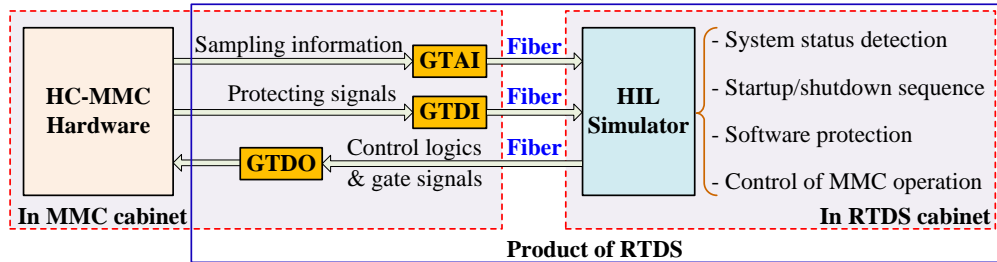 Sampling information
GTAI
Fiber
HC-MMC
Hardware
Protecting signals
GTDI
Fiber
GTDO
Control logics
& gate signals
Fiber
In MMC cabinet
HIL
Simulator
- System status detection
- Startup/shutdown sequence
- Software protection
- Control of MMC operation
In RTDS cabinet
Product of RTDS